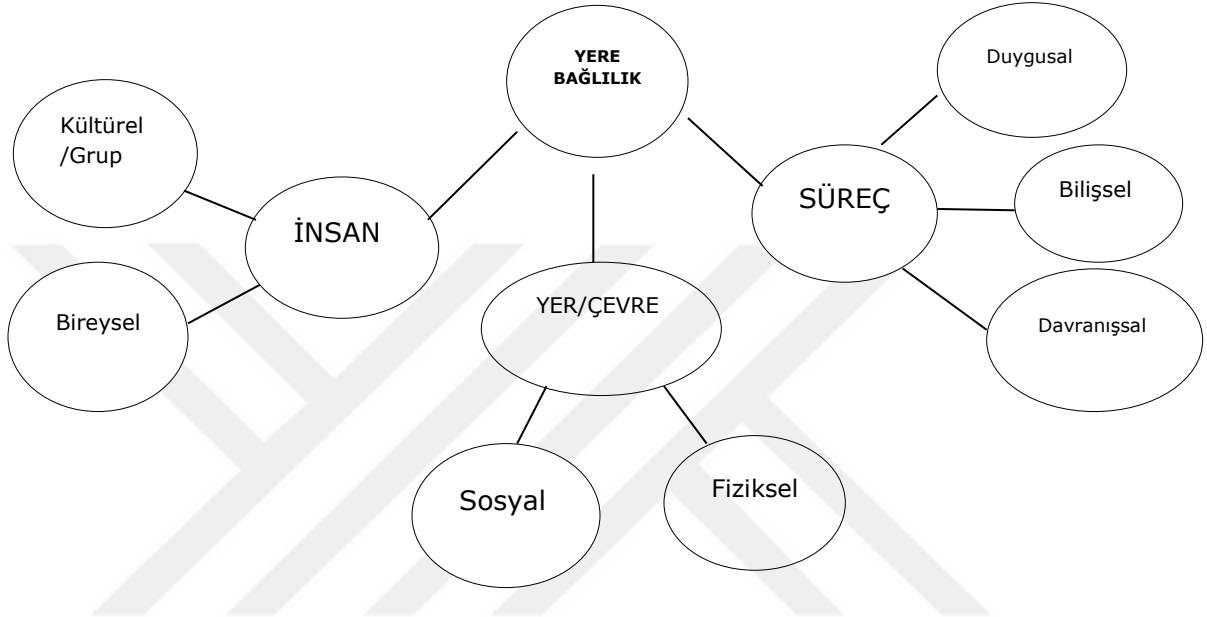 YERE
BAĞLILIK
Duygusal
Kültürel
/Grup
Bilişsel
SÜREÇ
İNSAN
YER/ÇEVRE
Bireysel
Davranışsal
Sosyal
Fiziksel